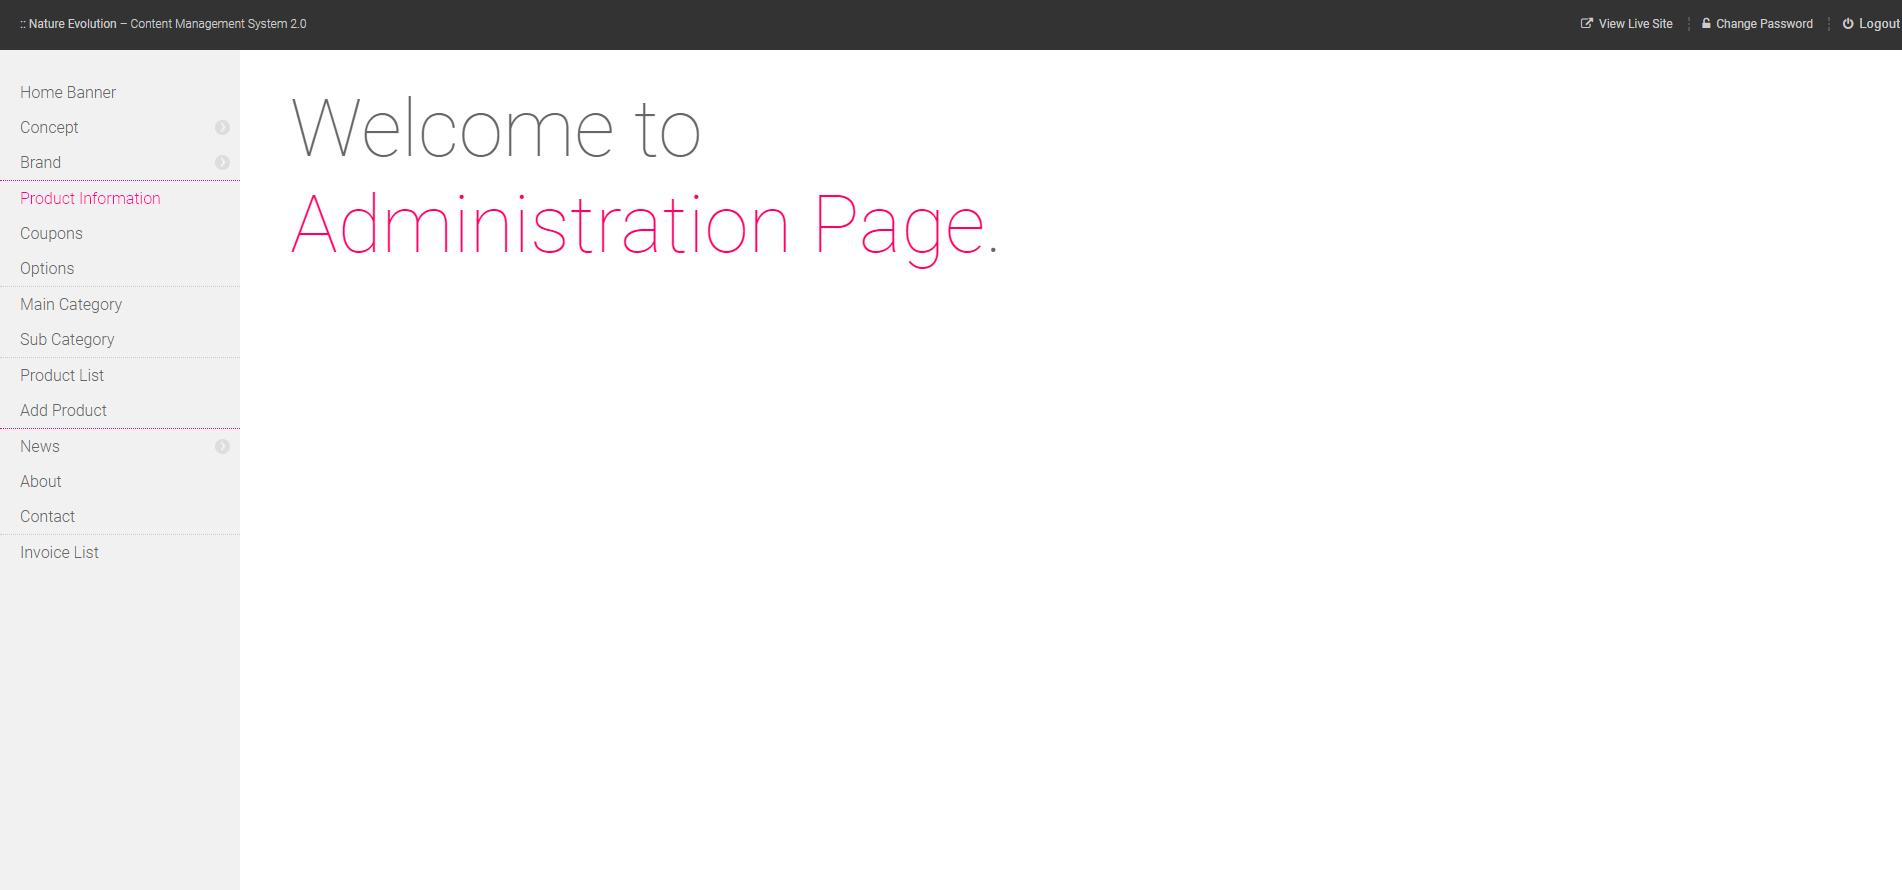 :: Nature Evolution – Content Management System 2.0
View Live Site
Change Password
Logout
Home Banner
Concept
Brand
Product Information
Coupons
Options
Main Category
Sub Category
Product List
Add Product
News
About
Contact
Invoice List
Welcome to
Administration Page.